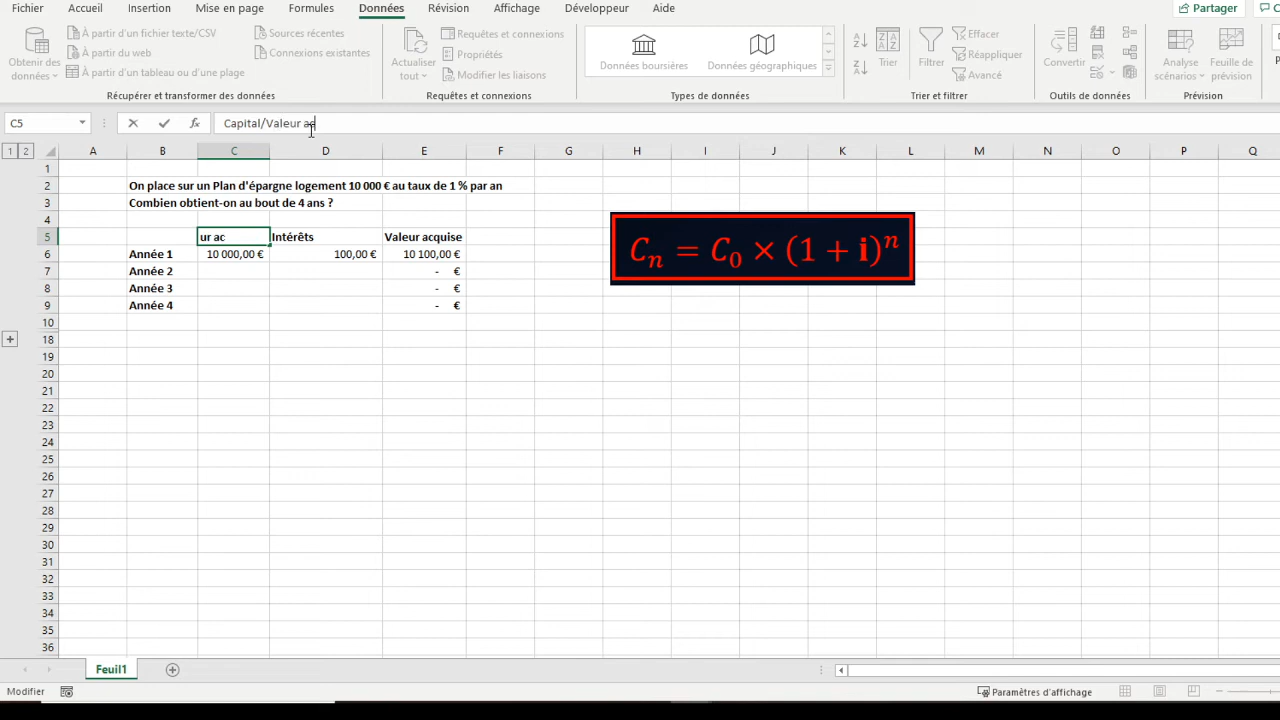 Fichier Accueil Insertion Mise en page Formules Données Révision Affichage Développeur Aide Partager
À partir d'un fichier texte/CSV
À partir du web
À partir d'un tableau ou d'une plage
Obtenir des
données
Sources récentes
Connexions existantes
Récupérer et transformer des données
Actualiser
tout
Requêtes et connexions
Propriétés
Modifier les liaisons
Requêtes et connexions
Données boursières Données géographiques
Types de données
Trier Filtrer
Effacer
Réappliquer
Avancé
Trier et filtrer
Convertir
Outils de données
Analyse
scénarios
Feuille de
prévision
Prévision
C5 fx Capital/Valeur ac
1 2 A B C D E F G H I J K L M N O P Q
1
2 On place sur un Plan d'épargne logement 10 000 € au taux de 1 % par an
3 Combien obtient-on au bout de 4 ans ?
4
5 ur ac Intérêts Valeur acquise
6 Année 1 10 000,00 € 100,00 € 10 100,00 €
7 Année 2 - €
8 Année 3 - €
9 Année 4 - €
10
18
19
20
21
22
23
24
25
26
27
28
29
30
31
32
33
34
35
36
Cₙ = C₀ × (1 + i)ⁿ
Feuil1
Modifier Paramètres d'affichage